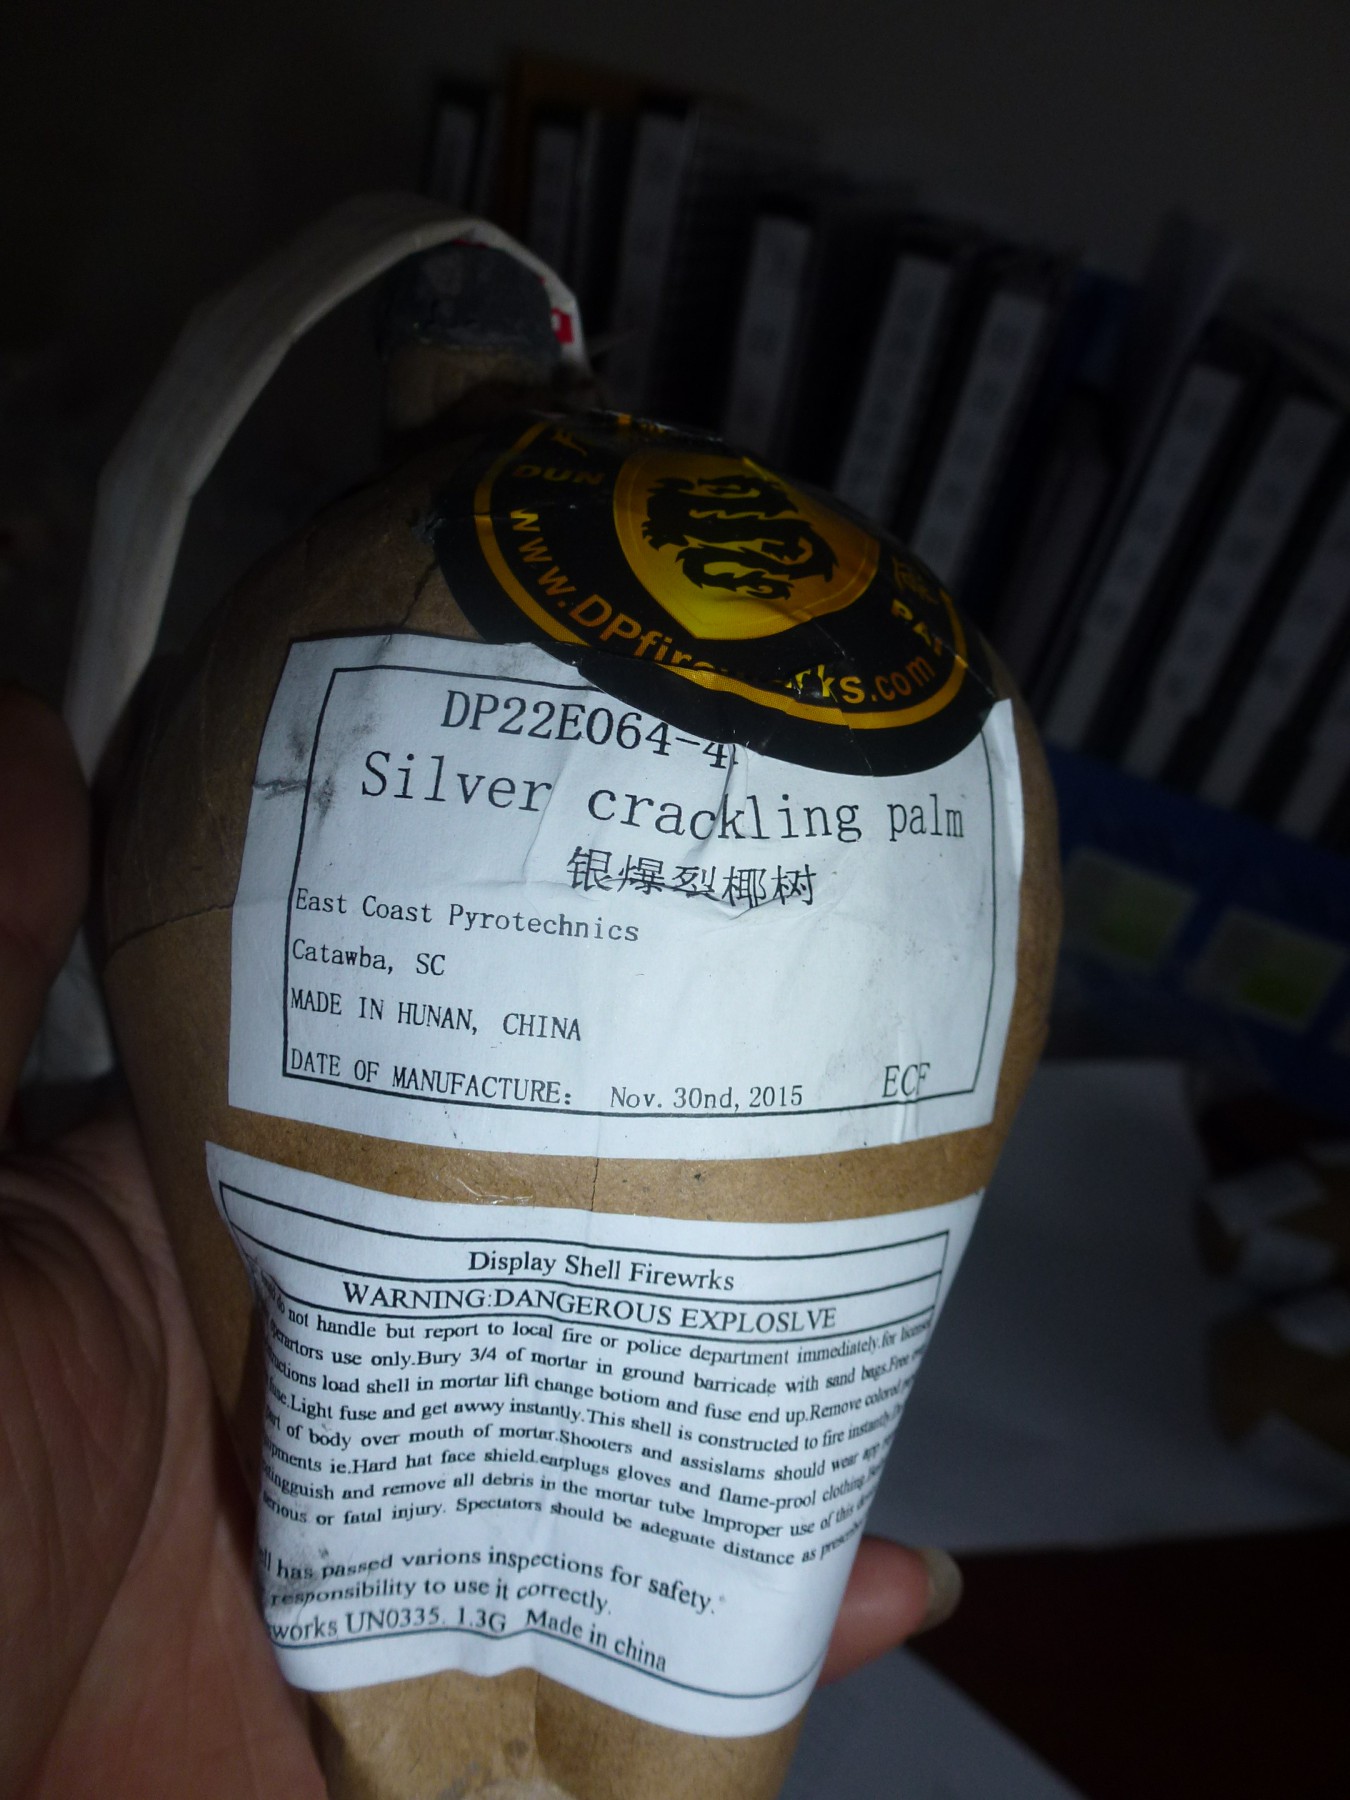 DUN
PA
www.DPfireworks.com
DP22E064-4
Silver crackling palm
银爆裂椰树
East Coast Pyrotechnics
Catawba, SC
MADE IN HUNAN, CHINA
DATE OF MANUFACTURE: Nov. 30nd, 2015 ECF
Display Shell Firewrks
WARNING:DANGEROUS EXPLOSLVE
do not handle but report to local fire or police department immediately.for
use only.Bury 3/4 of mortar in ground barricade with sand bags.Free
load shell in mortar lift change botiom and fuse end up.Remove colored
fuse.Light fuse and get awwy instantly.This shell is constructed to fire
of body over mouth of mortar.Shooters and assislams should wear
ie.Hard hat face shield.earplugs gloves and flame-prool clothing.
and remove all debris in the mortar tube Improper use of this
or fatal injury. Spectators should be adeguate distance as
has passed varions inspections for safety.
responsibility to use it correctly.
UN0335. 1.3G Made in china